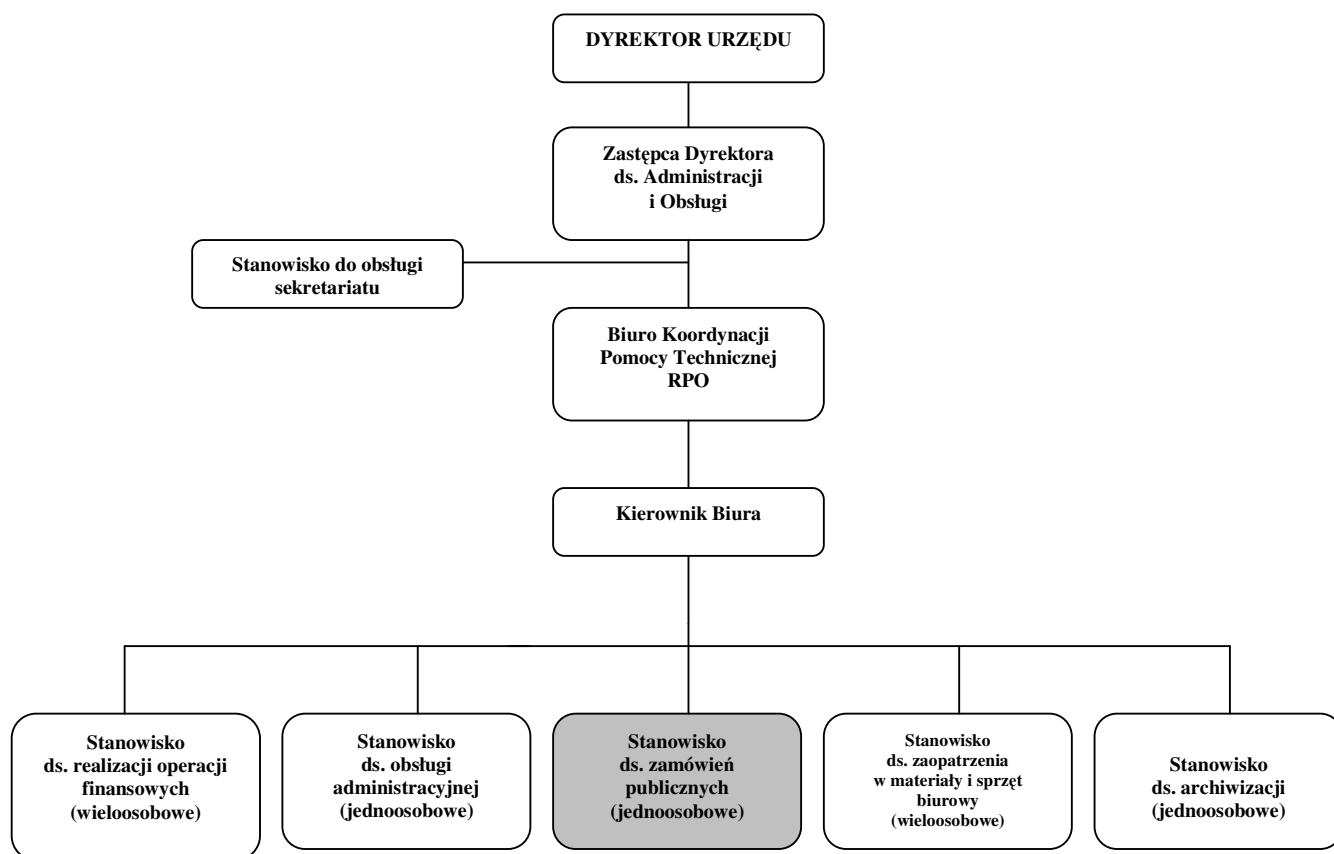 DYREKTOR URZĘDU
Zastępca Dyrektora
ds. Administracji
i Obsługi
Stanowisko do obsługi
sekretariatu
Biuro Koordynacji
Pomocy Technicznej
RPO
Kierownik Biura
Stanowisko
ds. realizacji operacji
finansowych
(wieloosobowe)
Stanowisko
ds. obsługi
administracyjnej
(jednoosobowe)
Stanowisko
ds. zamówień
publicznych
(jednoosobowe)
Stanowisko
ds. zaopatrzenia
w materiały i sprzęt
biurowy
(wieloosobowe)
Stanowisko
ds. archiwizacji
(jednoosobowe)